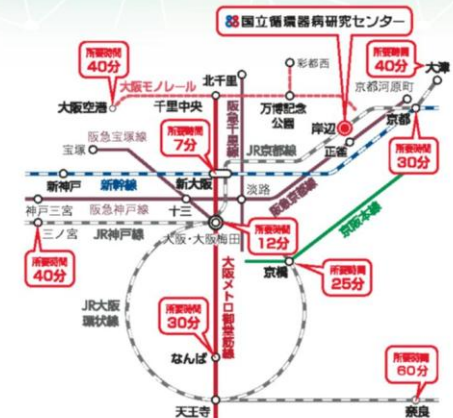 国立循環器病研究センター
所要時間
40分
彩都西
所要時間
40分
大津
大阪モノレール
北千里
京都河原町
大阪空港
千里中央
万博記念
公園
岸辺
京都
阪急千里線
所要時間
7分
阪急宝塚線
宝塚
JR京都線
正雀
所要時間
30分
新神戸
新幹線
新大阪
淡路
阪急京都線
神戸三宮
阪急神戸線
十三
京阪本線
三ノ宮
JR神戸線
大阪・大阪梅田
所要時間
12分
所要時間
40分
京橋
所要時間
25分
大阪メトロ御堂筋線
JR大阪
環状線
所要時間
30分
なんば
所要時間
60分
天王寺
奈良